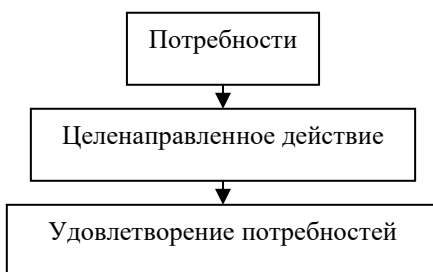 Потребности
Целенаправленное действие
Удовлетворение потребностей